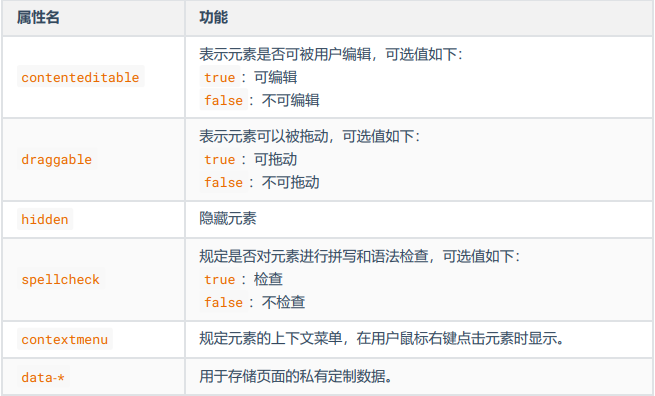 属性名 功能
contenteditable
表示元素是否可被用户编辑，可选值如下：
true ：可编辑
false ：不可编辑
draggable
表示元素可以被拖动，可选值如下：
true ：可拖动
false ：不可拖动
hidden
隐藏元素
spellcheck
规定是否对元素进行拼写和语法检查，可选值如下：
true ：检查
false ：不检查
contextmenu
规定元素的上下文菜单，在用户鼠标右键点击元素时显示。
data-*
用于存储页面的私有定制数据。